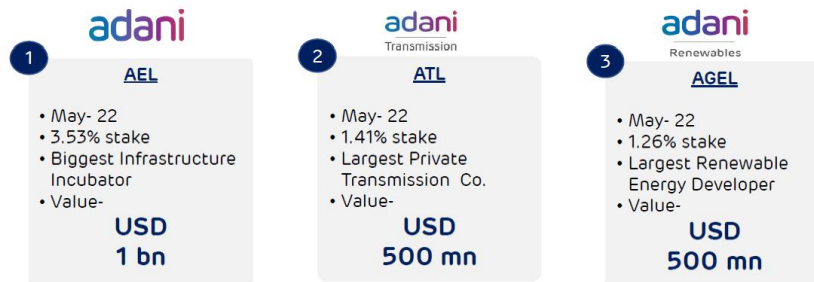 adani
1
AEL
• May- 22
• 3.53% stake
• Biggest Infrastructure
Incubator
• Value-
USD
1 bn
adani
Transmission
2
ATL
• May- 22
• 1.41% stake
• Largest Private
Transmission Co.
• Value-
USD
500 mn
adani
Renewables
3
AGEL
• May- 22
• 1.26% stake
• Largest Renewable
Energy Developer
• Value-
USD
500 mn